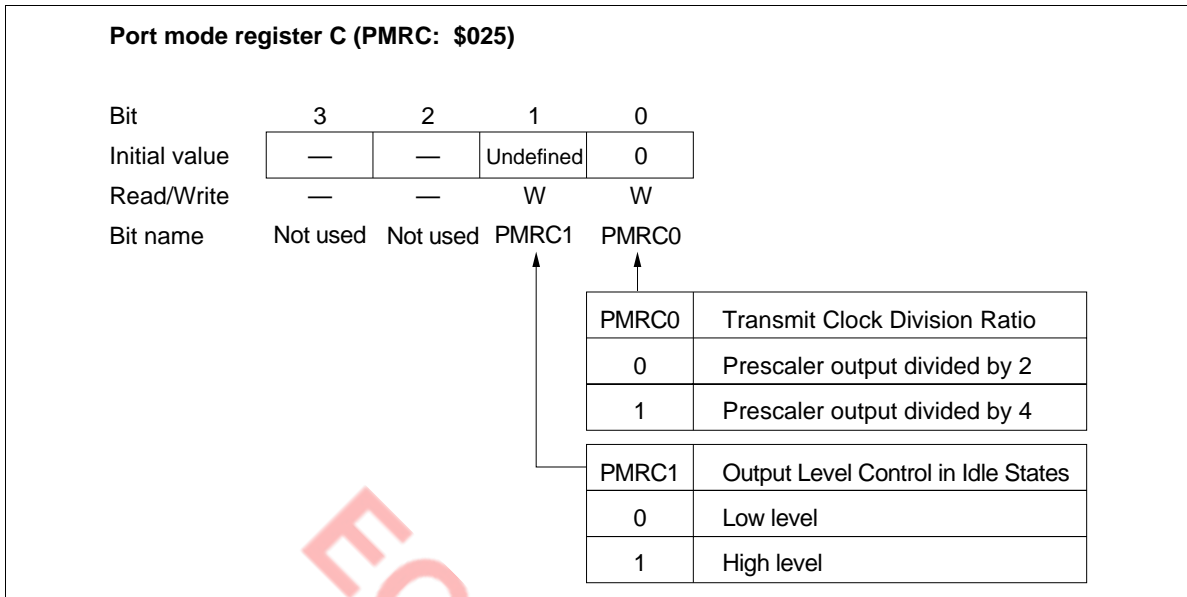 Port mode register C (PMRC: $025)
Bit 3 2 1 0
Initial value — — Undefined 0
Read/Write — — W W
Bit name Not used Not used PMRC1 PMRC0
PMRC0 Transmit Clock Division Ratio
0 Prescaler output divided by 2
1 Prescaler output divided by 4
PMRC1 Output Level Control in Idle States
0 Low level
1 High level